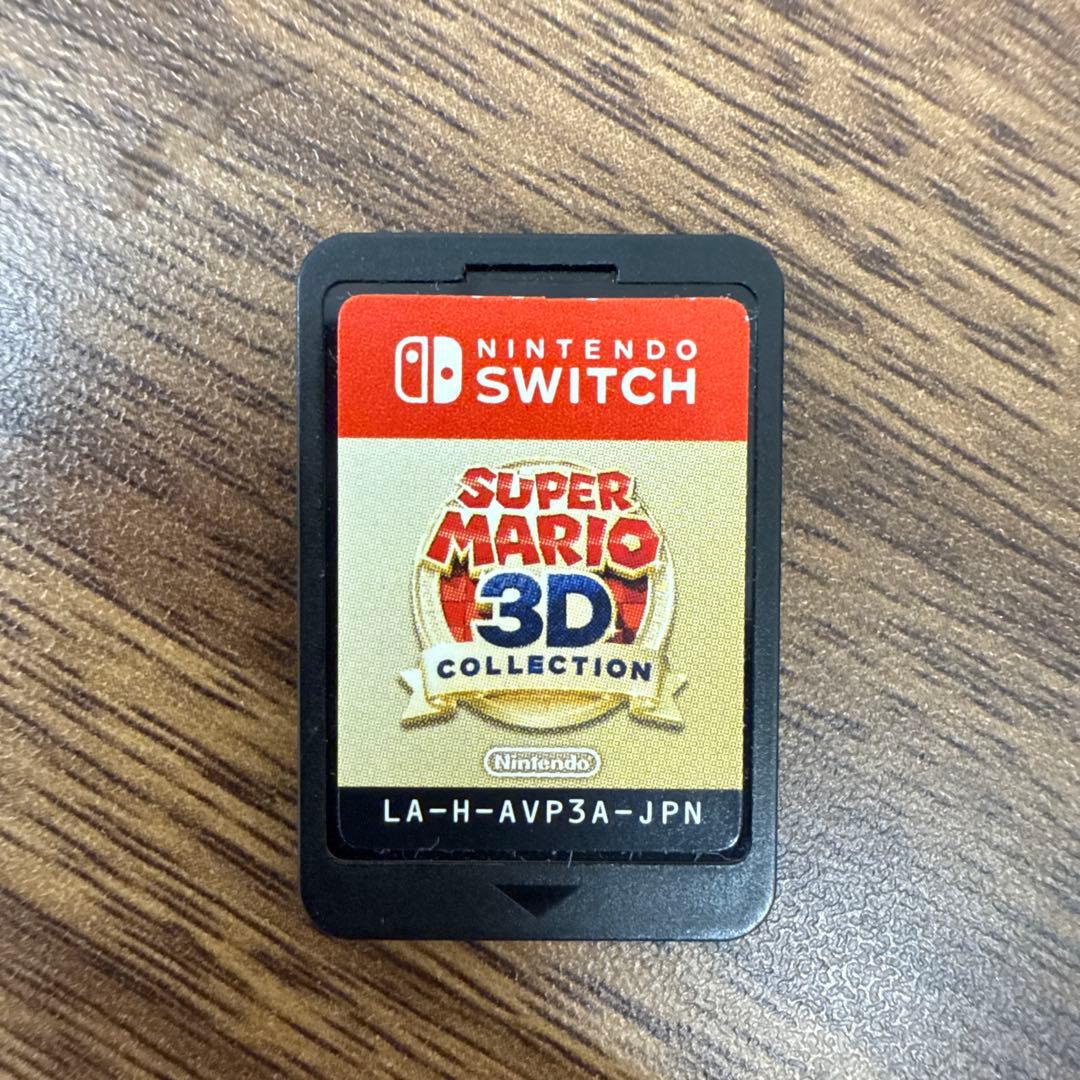 NINTENDO
SWITCH
SUPER
MARIO
3D
COLLECTION
Nintendo
LA-H-AVP3A-JPN